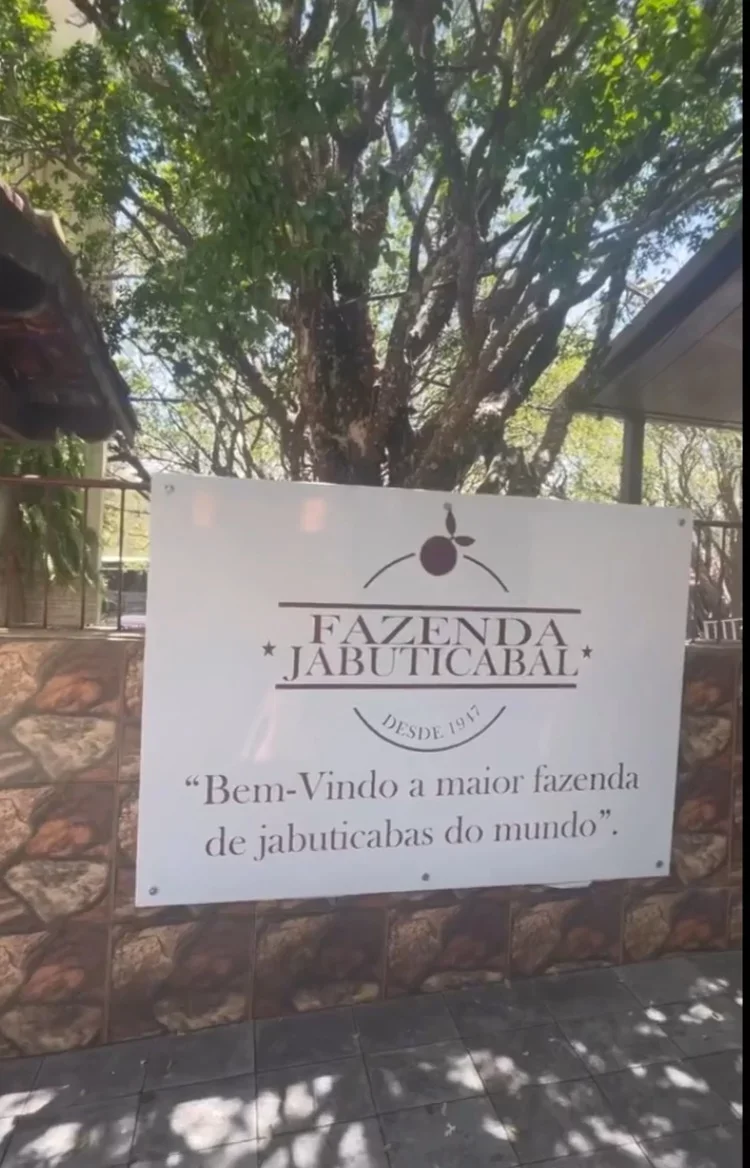 FAZENDA
JABUTICABAL
DESDE 1947
“Bem-Vindo a maior fazenda
de jabuticabas do mundo”.